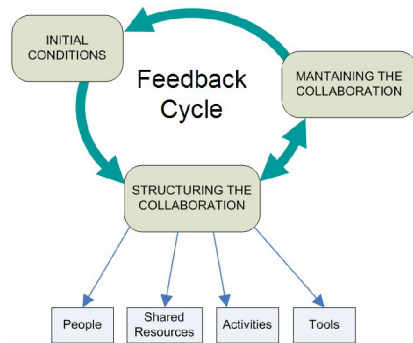 INITIAL
CONDITIONS
Feedback
Cycle
MANTAINING THE
COLLABORATION
STRUCTURING THE
COLLABORATION
People
Shared
Resources
Activities
Tools